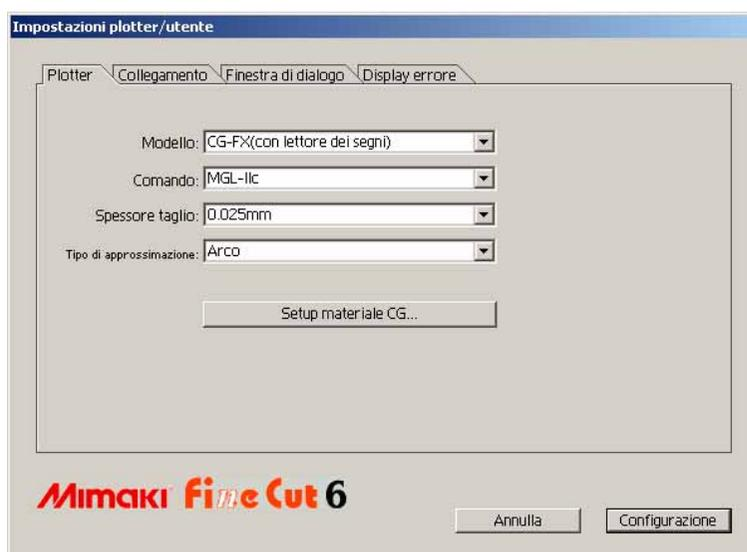 Impostazioni plotter/utente
Plotter Collegamento Finestra di dialogo Display errore
Modello: CG-FX(con lettore dei segni)
Comando: MGL-IIc
Spessore taglio: 0.025mm
Tipo di approssimazione: Arco
Setup materiale CG...
Mimaki Fine Cut 6
Annulla Configurazione